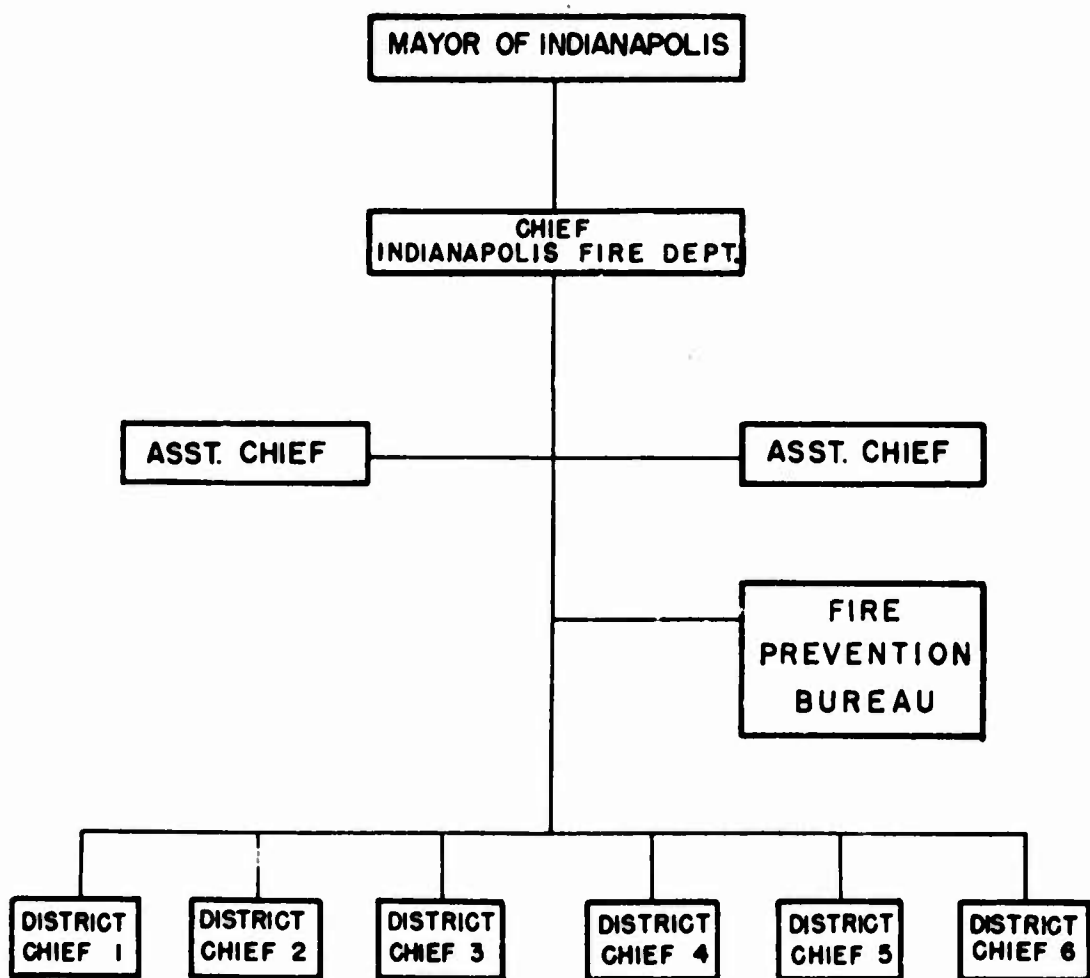 MAYOR OF INDIANAPOLIS
CHIEF
INDIANAPOLIS FIRE DEPT.
ASST. CHIEF
ASST. CHIEF
FIRE
PREVENTION
BUREAU
DISTRICT
CHIEF 1
DISTRICT
CHIEF 2
DISTRICT
CHIEF 3
DISTRICT
CHIEF 4
DISTRICT
CHIEF 5
DISTRICT
CHIEF 6